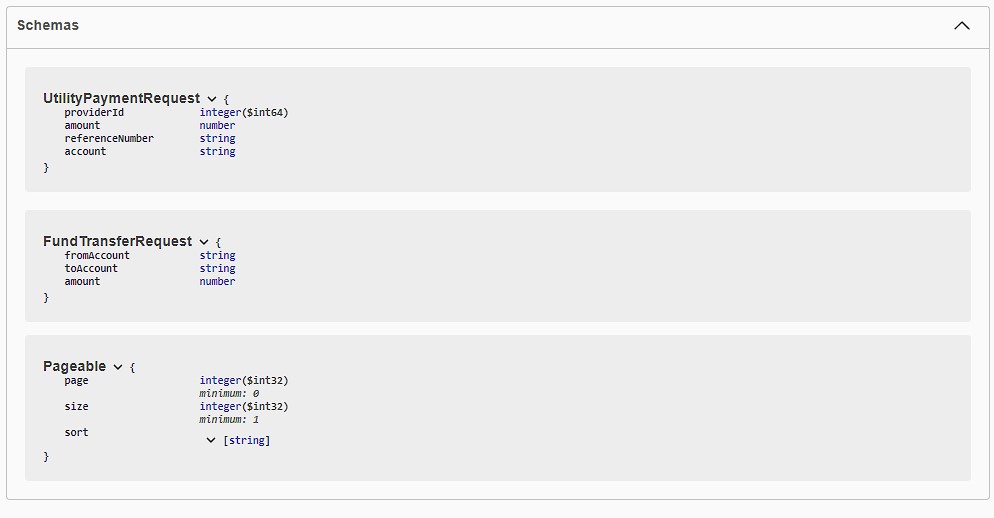 Schemas
UtilityPaymentRequest {
providerId integer($int64)
amount number
referenceNumber string
account string
}
FundTransferRequest {
fromAccount string
toAccount string
amount number
}
Pageable {
page integer($int32)
minimum: 0
size integer($int32)
minimum: 1
sort
[string]
}